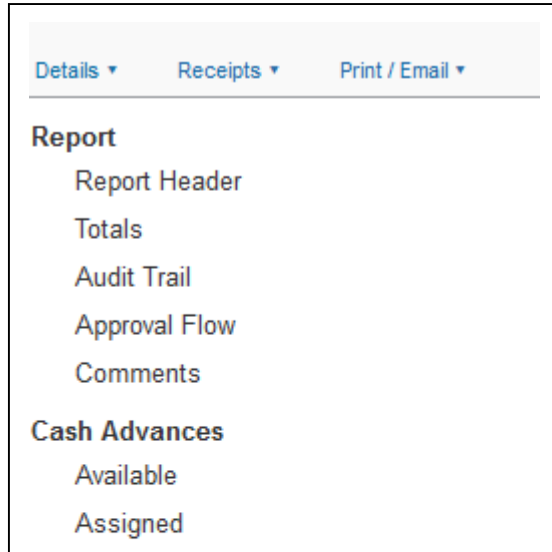 Details ▾ Receipts ▾ Print / Email ▾
Report
Report Header
Totals
Audit Trail
Approval Flow
Comments
Cash Advances
Available
Assigned